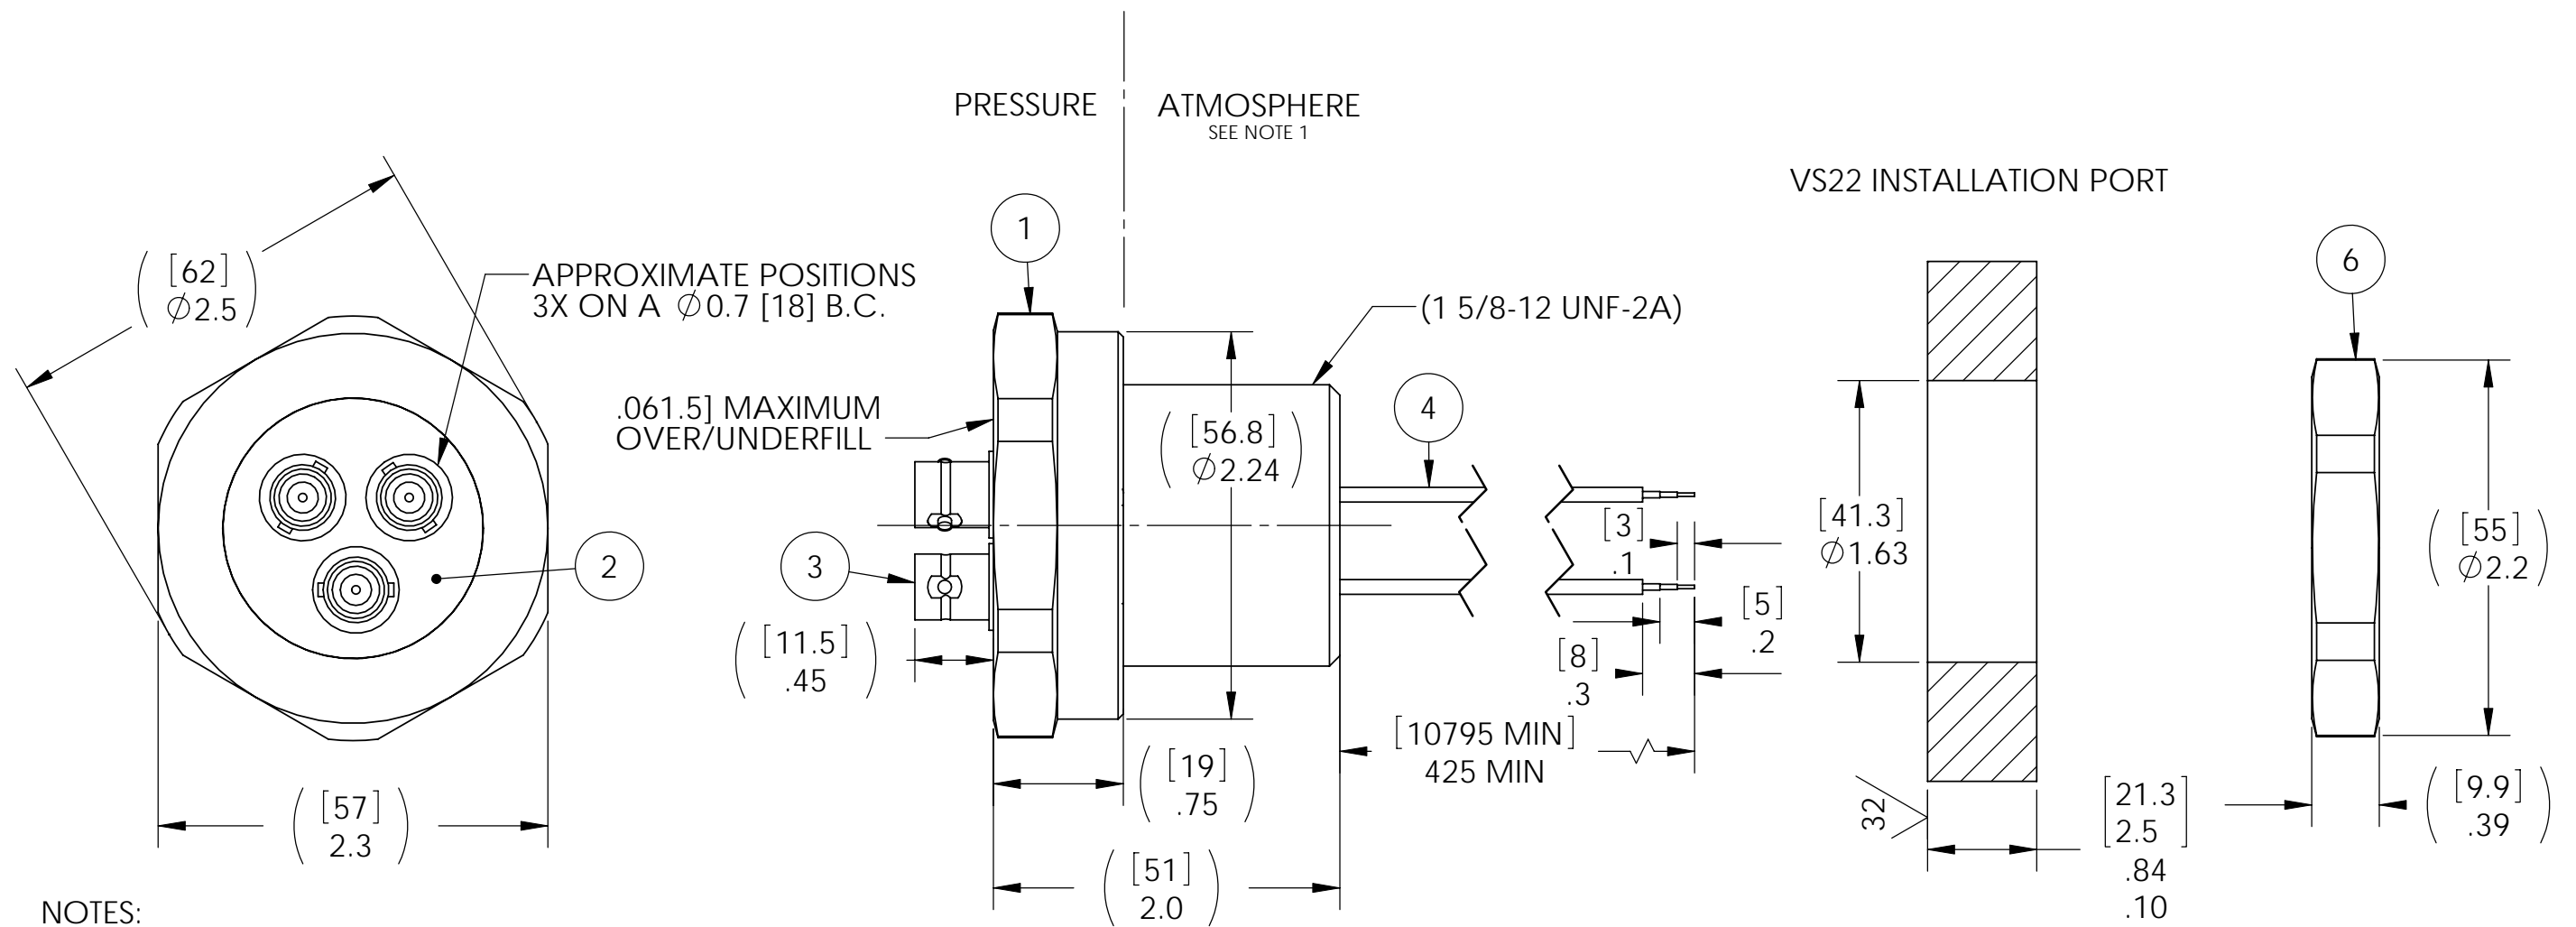 PRESSURE
ATMOSPHERE
SEE NOTE 1
VS22 INSTALLATION PORT
1
6
[62]
⌀2.5
APPROXIMATE POSITIONS
3X ON A ⌀0.7 [18] B.C.
(1 5/8-12 UNF-2A)
.061.5] MAXIMUM
OVER/UNDERFILL
4
[56.8]
⌀2.24
[41.3]
⌀1.63
[55]
⌀2.2
2
3
[3]
.1
[5]
.2
[11.5]
.45
[8]
.3
[10795 MIN]
425 MIN
[19]
.75
[57]
2.3
32
[21.3]
[2.5]
.84
.10
[9.9]
.39
[51]
2.0
NOTES: